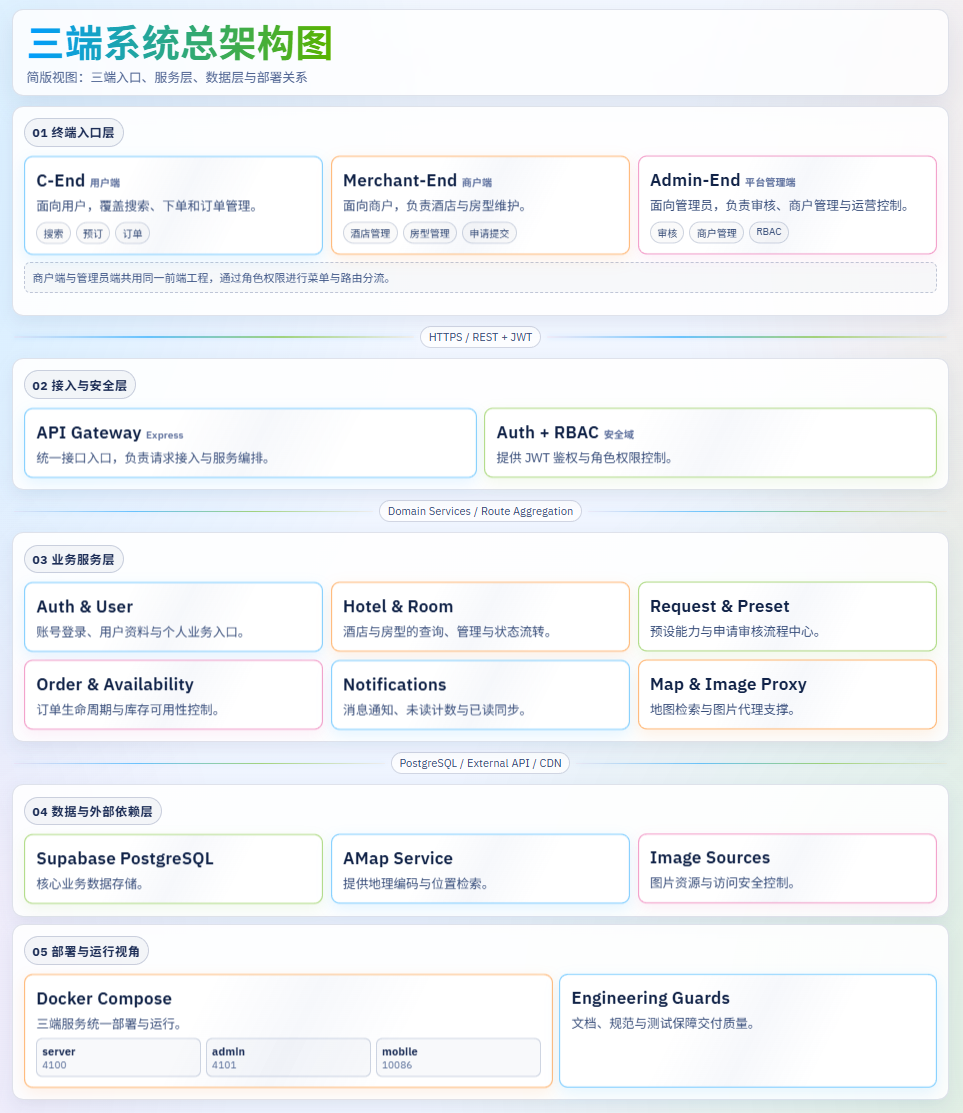 三端系统总架构图
简版视图：三端入口、服务层、数据层与部署关系
01 终端入口层
C-End 用户端
面向用户，覆盖搜索、下单和订单管理。
搜索 预订 订单
Merchant-End 商户端
面向商户，负责酒店与房型维护。
酒店管理 房型管理 申请提交
Admin-End 平台管理端
面向管理员，负责审核、商户管理与运营控制。
审核 商户管理 RBAC
商户端与管理员端共用同一前端工程，通过角色权限进行菜单与路由分流。
HTTPS / REST + JWT
02 接入与安全层
API Gateway Express
统一接口入口，负责请求接入与服务编排。
Auth + RBAC 安全域
提供 JWT 鉴权与角色权限控制。
Domain Services / Route Aggregation
03 业务服务层
Auth & User
账号登录、用户资料与个人业务入口。
Hotel & Room
酒店与房型的查询、管理与状态流转。
Request & Preset
预设能力与申请审核流程中心。
Order & Availability
订单生命周期与库存可用性控制。
Notifications
消息通知、未读计数与已读同步。
Map & Image Proxy
地图检索与图片代理支撑。
PostgreSQL / External API / CDN
04 数据与外部依赖层
Supabase PostgreSQL
核心业务数据存储。
AMap Service
提供地理编码与位置检索。
Image Sources
图片资源与访问安全控制。
05 部署与运行视角
Docker Compose
三端服务统一部署与运行。
server
4100
admin
4101
mobile
10086
Engineering Guards
文档、规范与测试保障交付质量。